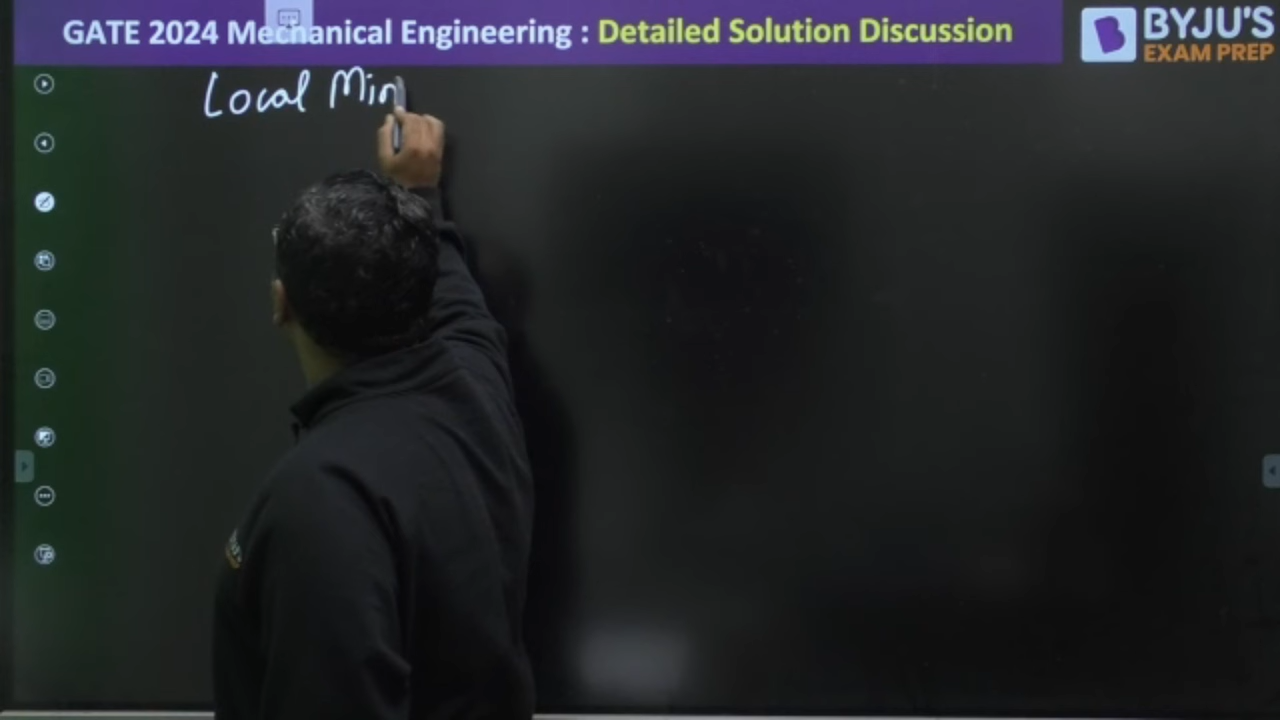 GATE 2024 Mechanical Engineering : Detailed Solution Discussion
BYJU'S
EXAM PREP
Local Min